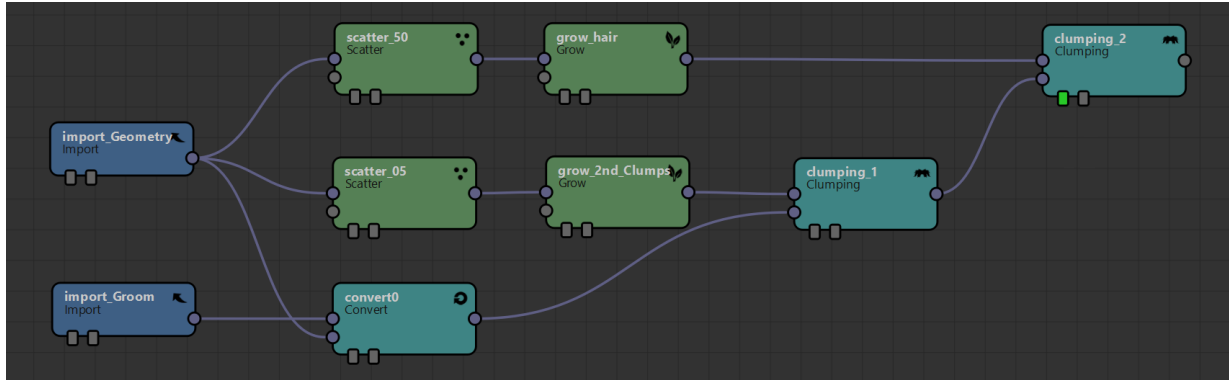 scatter_50
Scatter
grow_hair
Grow
clumping_2
Clumping
import_Geometry
Import
scatter_05
Scatter
grow_2nd_Clumps
Grow
clumping_1
Clumping
import_Groom
Import
convert0
Convert